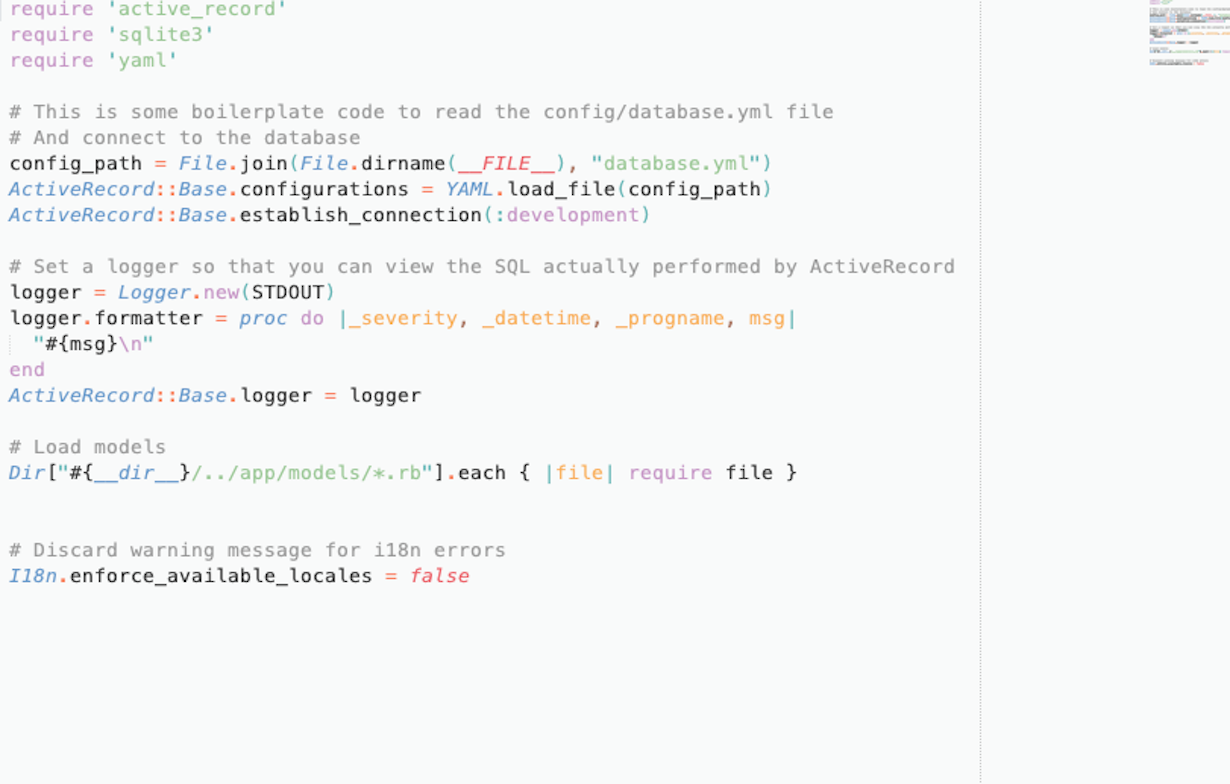 require 'active_record'
require 'sqlite3'
require 'yaml'
# This is some boilerplate code to read the config/database.yml file
# And connect to the database
config_path = File.join(File.dirname(__FILE__), "database.yml")
ActiveRecord::Base.configurations = YAML.load_file(config_path)
ActiveRecord::Base.establish_connection(:development)
# Set a logger so that you can view the SQL actually performed by ActiveRecord
logger = Logger.new(STDOUT)
logger.formatter = proc do |_severity, _datetime, _progname, msg|
  "#{msg}\n"
end
ActiveRecord::Base.logger = logger
# Load models
Dir["#{__dir__}/../app/models/*.rb"].each { |file| require file }
# Discard warning message for i18n errors
I18n.enforce_available_locales = false